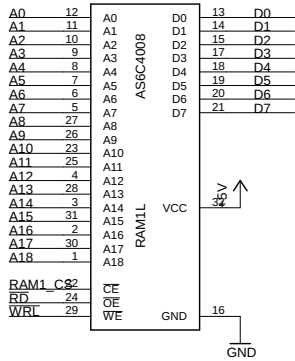 A0 12 A0 D0 13 D0
A1 11 A1 D1 14 D1
A2 10 A2 D2 15 D2
A3 9 A3 D3 16 D3
A4 8 A4 D4 18 D4
A5 7 A5 D5 19 D5
A6 6 A6 D6 20 D6
A7 5 A7 D7 21 D7
A8 27 A8
A9 26 A9
A10 23 A10
A11 25 A11
A12 4 A12
A13 28 A13
A14 3 A14 VCC 32 5V
A15 31 A15
A16 2 A16
A17 30 A17
A18 1 A18
AS6C4008
RAM1L
RAM1_CS 22 CE
RD 24 OE
WRL 29 WE GND 16
GND